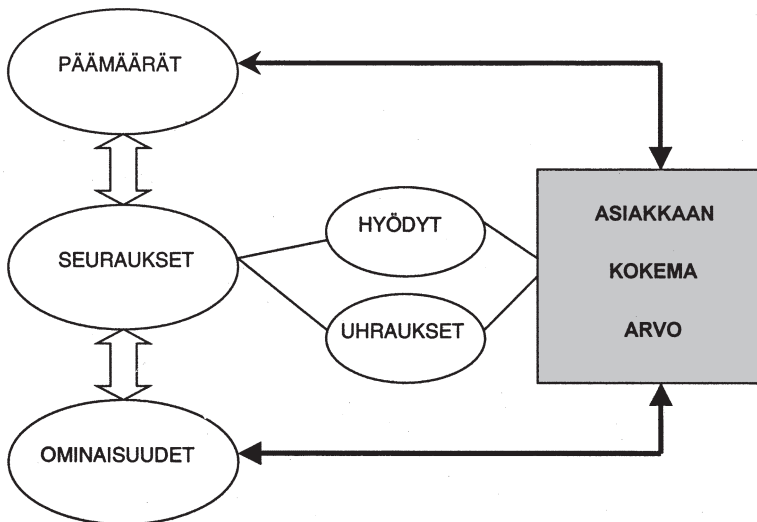 PÄÄMÄÄRÄT
SEURAUKSET
OMINAISUUDET
HYÖDYT
UHRAUKSET
ASIAKKAAN
KOKEMA
ARVO